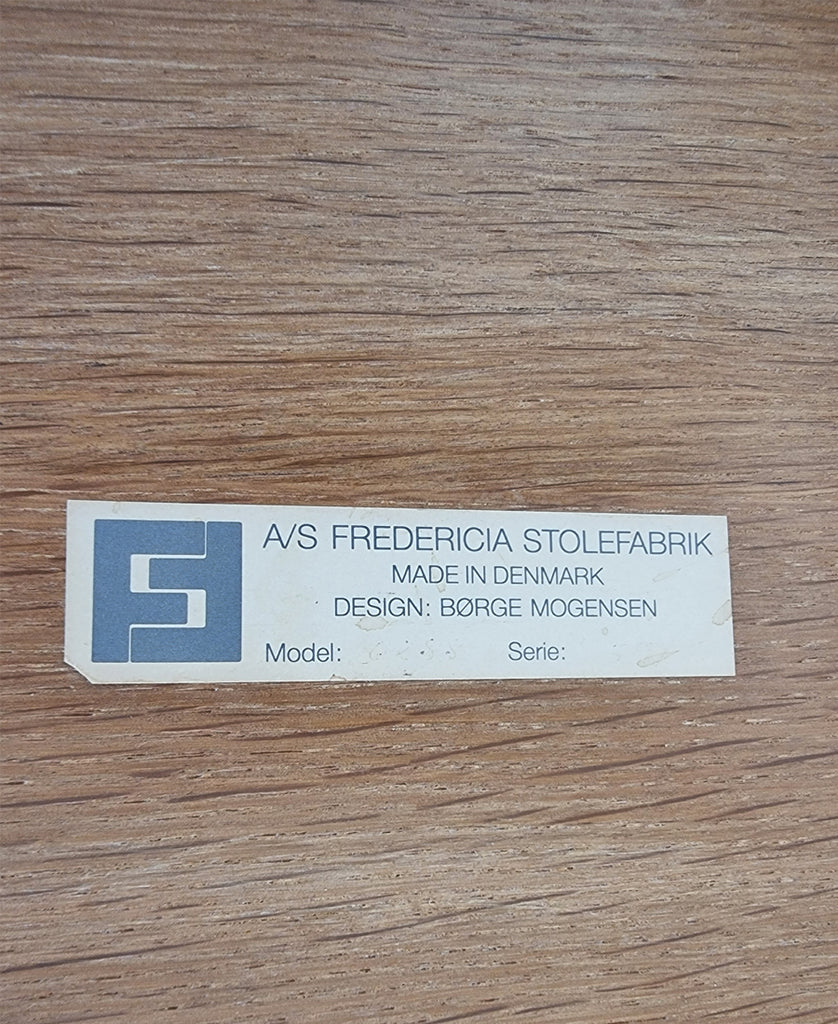 A/S FREDERICIA STOLEFABRIK
MADE IN DENMARK
DESIGN: BØRGE MOGENSEN
Model: Serie: